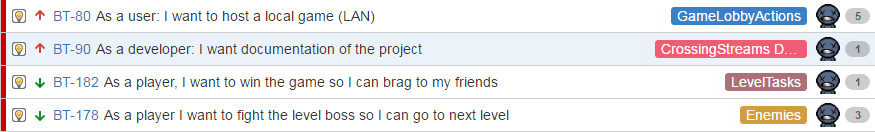 BT-80 As a user: I want to host a local game (LAN) GameLobbyActions 5
BT-90 As a developer: I want documentation of the project CrossingStreams D... 1
BT-182 As a player, I want to win the game so I can brag to my friends LevelTasks 1
BT-178 As a player I want to fight the level boss so I can go to next level Enemies 3